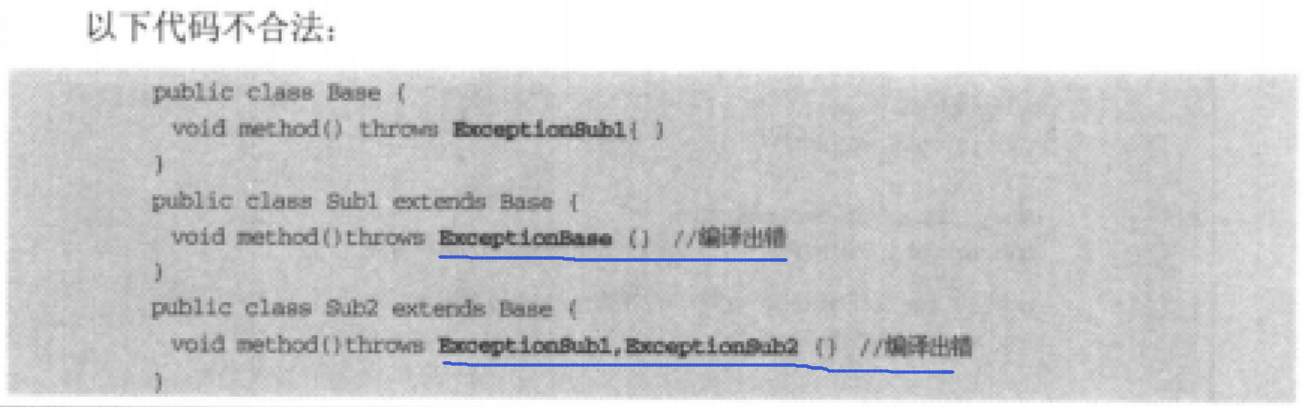 以下代码不合法：
public class Base {
void method() throws ExceptionSub1{ }
}
public class Sub1 extends Base {
void method()throws ExceptionBase {} //编译出错
}
public class Sub2 extends Base {
void method()throws ExceptionSub1,ExceptionSub2 {} //编译出错
}